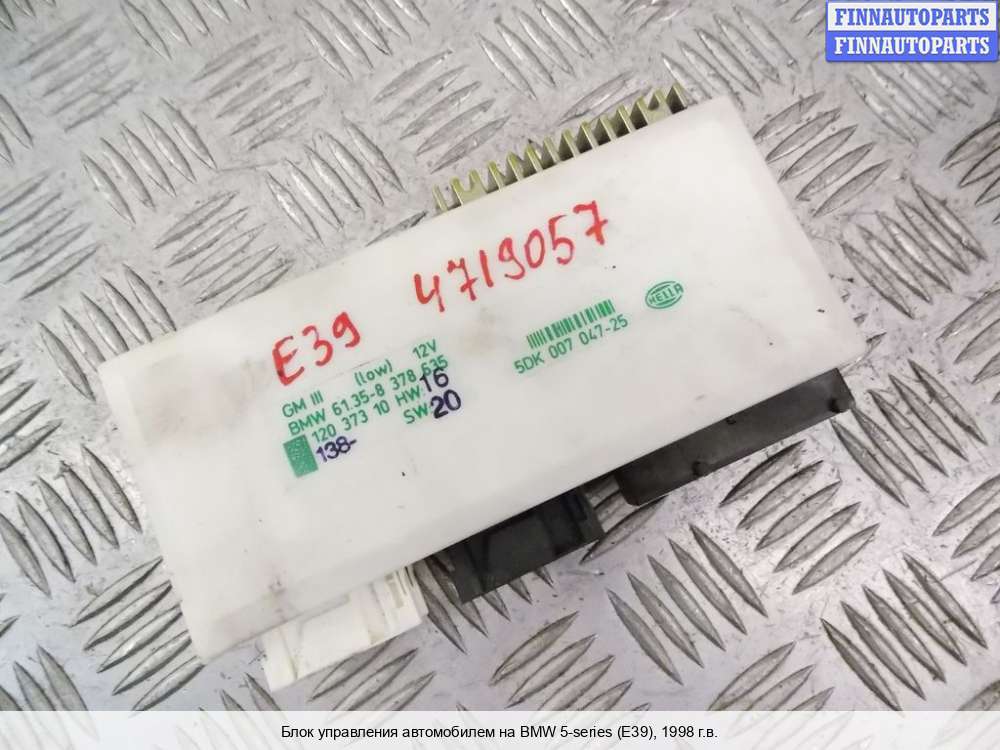 FINNAUTOPARTS
FINNAUTOPARTS
E39 4719057
GM III (low) 12V
BMW 61.35-8 378 635
120 373 10 HW 16
138- SW 20
5DK 007 047-25
HELLA
Блок управления автомобилем на BMW 5-series (E39), 1998 г.в.